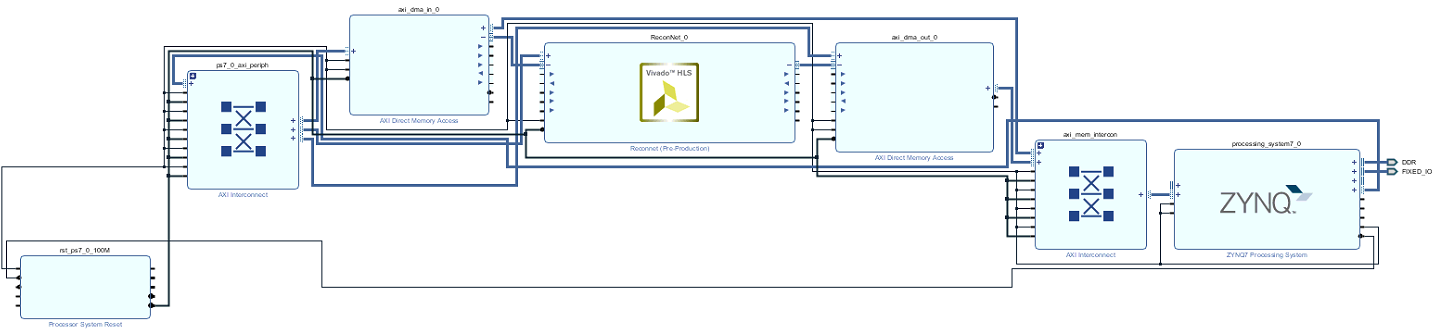 axi_dma_in_0
AXI Direct Memory Access
ps7_0_axi_periph
AXI Interconnect
ReconNet_0
Vivado™ HLS
Reconnet (Pre-Production)
axi_dma_out_0
AXI Direct Memory Access
axi_mem_intercon
AXI Interconnect
processing_system7_0
ZYNQ™
ZYNQ7 Processing System
DDR
FIXED_IO
rst_ps7_0_100M
Processor System Reset